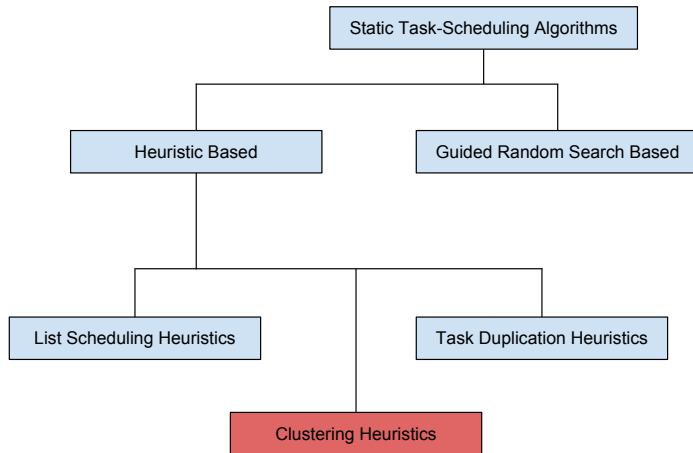 Static Task-Scheduling Algorithms
Heuristic Based
Guided Random Search Based
List Scheduling Heuristics
Task Duplication Heuristics
Clustering Heuristics